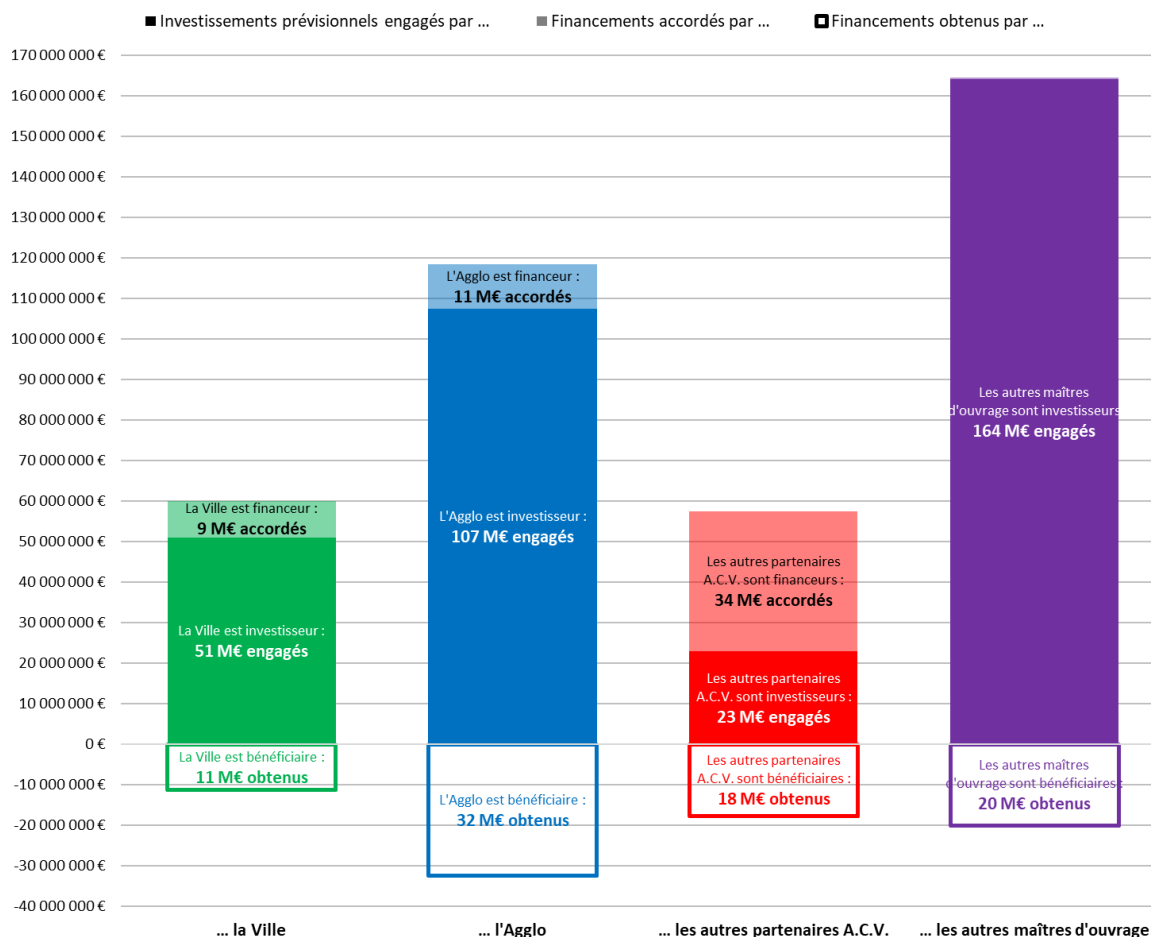 Investissements prévisionnels engagés par ...
Financements accordés par ...
Financements obtenus par ...
170 000 000 €
160 000 000 €
150 000 000 €
140 000 000 €
130 000 000 €
120 000 000 €
110 000 000 €
100 000 000 €
90 000 000 €
80 000 000 €
70 000 000 €
60 000 000 €
50 000 000 €
40 000 000 €
30 000 000 €
20 000 000 €
10 000 000 €
0 €
-10 000 000 €
-20 000 000 €
-30 000 000 €
-40 000 000 €
La Ville est financeur :
9 M€ accordés
La Ville est investisseur :
51 M€ engagés
La Ville est bénéficiaire :
11 M€ obtenus
L'Agglo est financeur :
11 M€ accordés
L'Agglo est investisseur :
107 M€ engagés
L'Agglo est bénéficiaire :
32 M€ obtenus
Les autres partenaires
A.C.V. sont financeurs :
34 M€ accordés
Les autres partenaires
A.C.V. sont investisseurs :
23 M€ engagés
Les autres partenaires
A.C.V. sont bénéficiaires :
18 M€ obtenus
Les autres maîtres
d'ouvrage sont investisseurs
164 M€ engagés
Les autres maîtres
d'ouvrage sont bénéficiaires :
20 M€ obtenus
... la Ville
... l'Agglo
... les autres partenaires A.C.V.
... les autres maîtres d'ouvrage